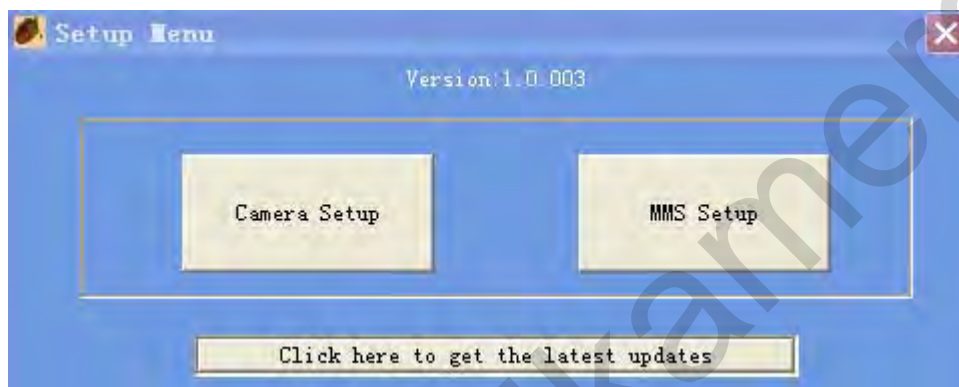 Setup Menu
Version:1.0.003
Camera Setup
MMS Setup
Click here to get the latest updates